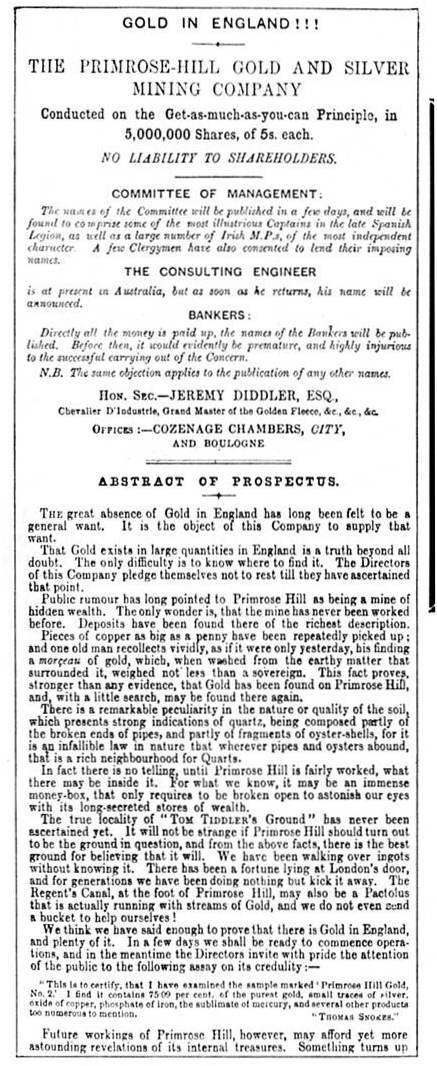 GOLD IN ENGLAND!!!
THE PRIMROSE-HILL GOLD AND SILVER
MINING COMPANY
Conducted on the Get-as-much-as-you-can Principle, in
5,000,000 Shares, of 5s. each.
NO LIABILITY TO SHAREHOLDERS.
COMMITTEE OF MANAGEMENT:
The names of the Committee will be published in a few days, and will be
found to comprise some of the most illustrious Captains in the late Spanish
Legion, as well as a large number of Irish M.P.s, of the most independent
character. A few Clergymen have also consented to lend their imposing
names.
THE CONSULTING ENGINEER
is at present in Australia, but as soon as he returns, his name will be
announced.
BANKERS:
Directly all the money is paid up, the names of the Bankers will be pub-
lished. Before then, it would evidently be premature, and highly injurious
to the successful carrying out of the Concern.
N.B. The same objection applies to the publication of any other names.
HON. SEC.—JEREMY DIDDLER, ESQ.,
Chevalier D'Industrie, Grand Master of the Golden Fleece, &c., &c., &c.
OFFICES:—COZENAGE CHAMBERS, CITY,
AND BOULOGNE
ABSTRACT OF PROSPECTUS.
THE great absence of Gold in England has long been felt to be a
general want. It is the object of this Company to supply that
want.
That Gold exists in large quantities in England is a truth beyond all
doubt. The only difficulty is to know where to find it. The Directors
of this Company pledge themselves not to rest till they have ascertained
that point.
Public rumour has long pointed to Primrose Hill as being a mine of
hidden wealth. The only wonder is, that the mine has never been worked
before. Deposits have been found there of the richest description.
Pieces of copper as big as a penny have been repeatedly picked up;
and one old man recollects vividly, as if it were only yesterday, his finding
a morçeau of gold, which, when washed from the earthy matter that
surrounded it, weighed not less than a sovereign. This fact proves,
stronger than any evidence, that Gold has been found on Primrose Hill,
and, with a little search, may be found there again.
There is a remarkable peculiarity in the nature or quality of the soil,
which presents strong indications of quartz, being composed partly of
the broken ends of pipes, and partly of fragments of oyster-shells, for it
is an infallible law in nature that wherever pipes and oysters abound,
that is a rich neighbourhood for Quarts.
In fact there is no telling, until Primrose Hill is fairly worked, what
there may be inside it. For what we know, it may be an immense
money-box, that only requires to be broken open to astonish our eyes
with its long-secreted stores of wealth.
The true locality of "TOM TIDDLER'S Ground" has never been
ascertained yet. It will not be strange if Primrose Hill should turn out
to be the ground in question, and from the above facts, there is the best
ground for believing that it will. We have been walking over ingots
without knowing it. There has been a fortune lying at London's door,
and for generations we have been doing nothing but kick it away. The
Regent's Canal, at the foot of Primrose Hill, may also be a Pactolus
that is actually running with streams of Gold, and we do not even send
a bucket to help ourselves!
We think we have said enough to prove that there is Gold in England,
and plenty of it. In a few days we shall be ready to commence opera-
tions, and in the meantime the Directors invite with pride the attention
of the public to the following assay on its credulity:—
"This is to certify, that I have examined the sample marked 'Primrose Hill Gold,
No. 2.' I find it contains 75·09 per cent. of the purest gold, small traces of silver,
oxide of copper, phosphate of iron, the sublimate of mercury, and several other products
too numerous to mention. "THOMAS SNOKES."
Future workings of Primrose Hill, however, may afford yet more
astounding revelations of its internal treasures. Something turns up